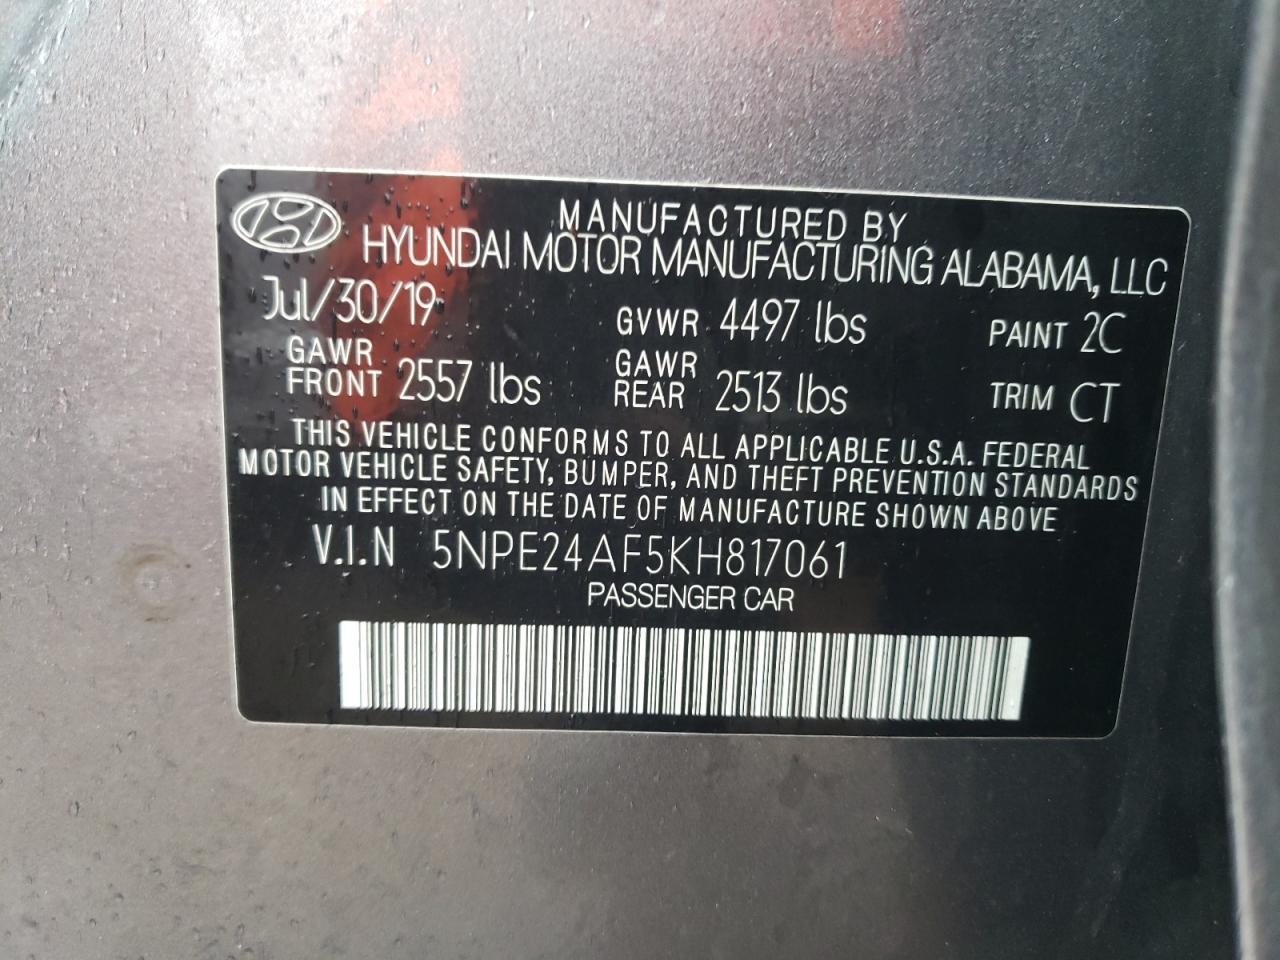 MANUFACTURED BY
HYUNDAI MOTOR MANUFACTURING ALABAMA, LLC
Jul/30/19 GVWR 4497 lbs PAINT 2C
GAWR FRONT 2557 lbs GAWR REAR 2513 lbs TRIM CT
THIS VEHICLE CONFORMS TO ALL APPLICABLE U.S.A. FEDERAL
MOTOR VEHICLE SAFETY, BUMPER, AND THEFT PREVENTION STANDARDS
IN EFFECT ON THE DATE OF MANUFACTURE SHOWN ABOVE
V.I.N 5NPE24AF5KH817061
PASSENGER CAR